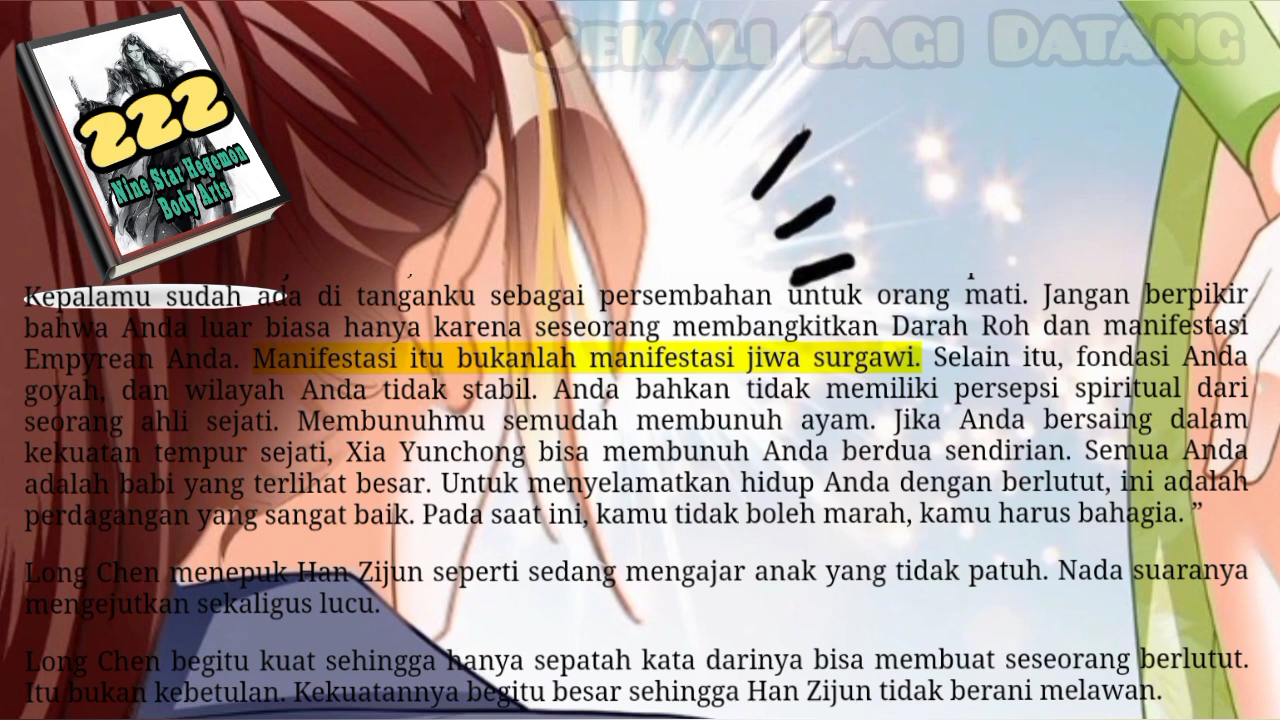 SEKALI LAGI DATANG
222
Nine Star Hegemon
Body Arts
Kepalamu sudah ada di tanganku sebagai persembahan untuk orang mati. Jangan berpikir
bahwa Anda luar biasa hanya karena seseorang membangkitkan Darah Roh dan manifestasi
Empyrean Anda. Manifestasi itu bukanlah manifestasi jiwa surgawi. Selain itu, fondasi Anda
goyah, dan wilayah Anda tidak stabil. Anda bahkan tidak memiliki persepsi spiritual dari
seorang ahli sejati. Membunuhmu semudah membunuh ayam. Jika Anda bersaing dalam
kekuatan tempur sejati, Xia Yunchong bisa membunuh Anda berdua sendirian. Semua Anda
adalah babi yang terlihat besar. Untuk menyelamatkan hidup Anda dengan berlutut, ini adalah
perdagangan yang sangat baik. Pada saat ini, kamu tidak boleh marah, kamu harus bahagia. ”
Long Chen menepuk Han Zijun seperti sedang mengajar anak yang tidak patuh. Nada suaranya
mengejutkan sekaligus lucu.
Long Chen begitu kuat sehingga hanya sepatah kata darinya bisa membuat seseorang berlutut.
Itu bukan kebetulan. Kekuatannya begitu besar sehingga Han Zijun tidak berani melawan.